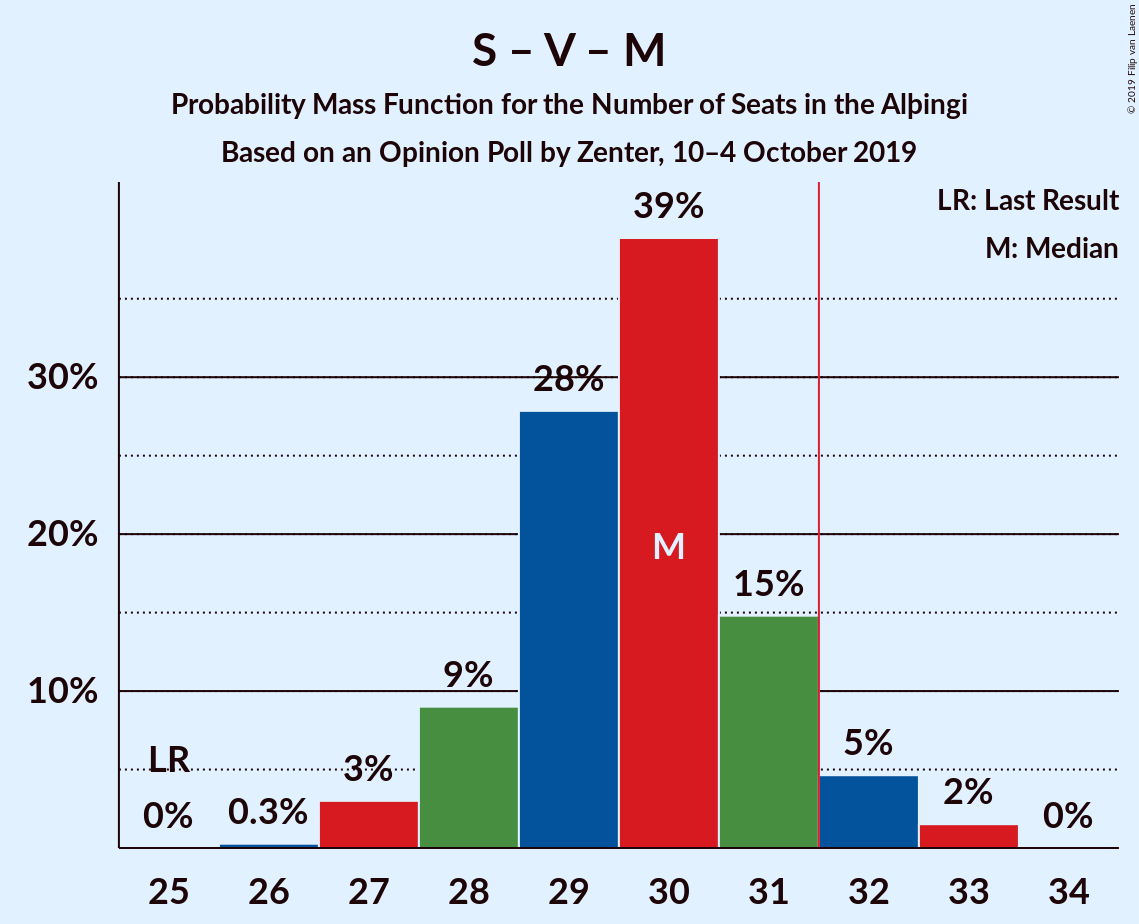 S – V – M
Probability Mass Function for the Number of Seats in the Alþingi
Based on an Opinion Poll by Zenter, 10–4 October 2019
© 2019 Filip van Laenen
LR: Last Result
M: Median
39%
30%
28%
20%
M
15%
10%
9%
LR
5%
3%
2%
0%
0.3%
0%
25 26 27 28 29 30 31 32 33 34